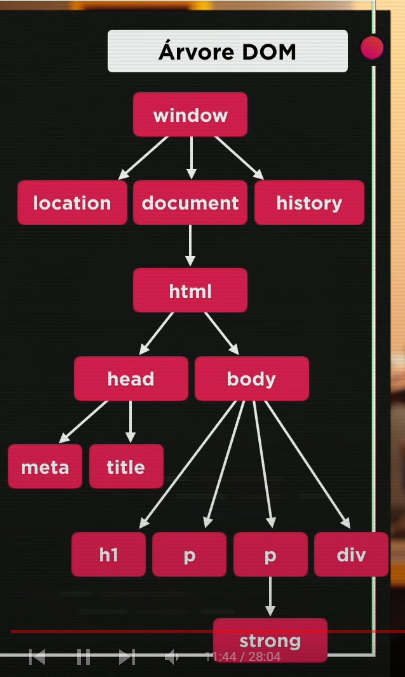 Árvore DOM
window
location document history
html
head body
meta title
h1 p p div
strong
11:44 / 28:04